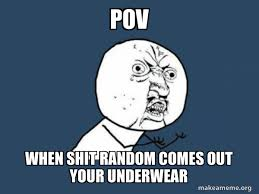 POV
WHEN SHIT RANDOM COMES OUT
YOUR UNDERWEAR
makeameme.org